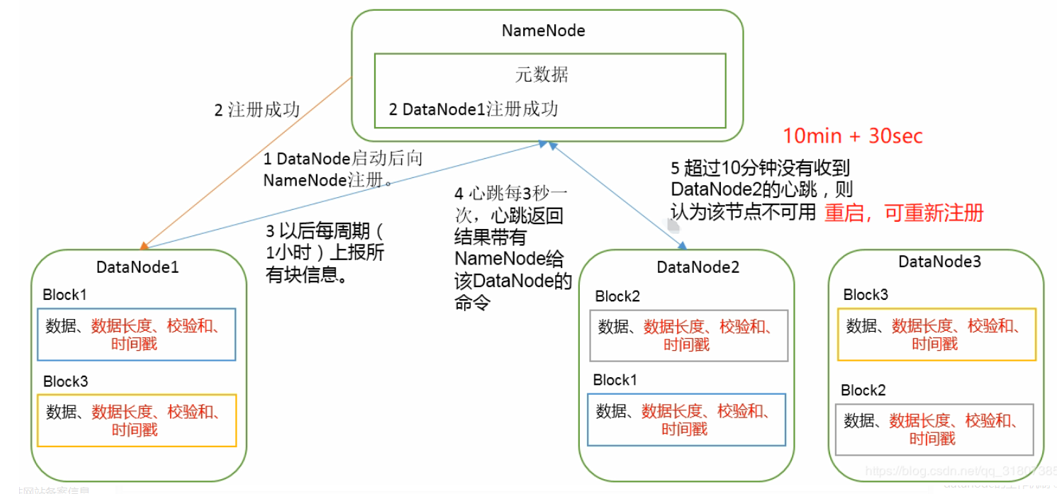 NameNode
元数据
2 DataNode1注册成功
2 注册成功
1 DataNode启动后向
NameNode注册。
3 以后每周期（
1小时）上报所
有块信息。
4 心跳每3秒一
次，心跳返回
结果带有
NameNode给
该DataNode的
命令
10min + 30sec
5 超过10分钟没有收到
DataNode2的心跳，则
认为该节点不可用 重启，可重新注册
DataNode1
Block1
数据、数据长度、校验和、
时间戳
Block3
数据、数据长度、校验和、
时间戳
DataNode2
Block2
数据、数据长度、校验和、
时间戳
Block1
数据、数据长度、校验和、
时间戳
DataNode3
Block3
数据、数据长度、校验和、
时间戳
Block2
数据、数据长度、校验和、
时间戳